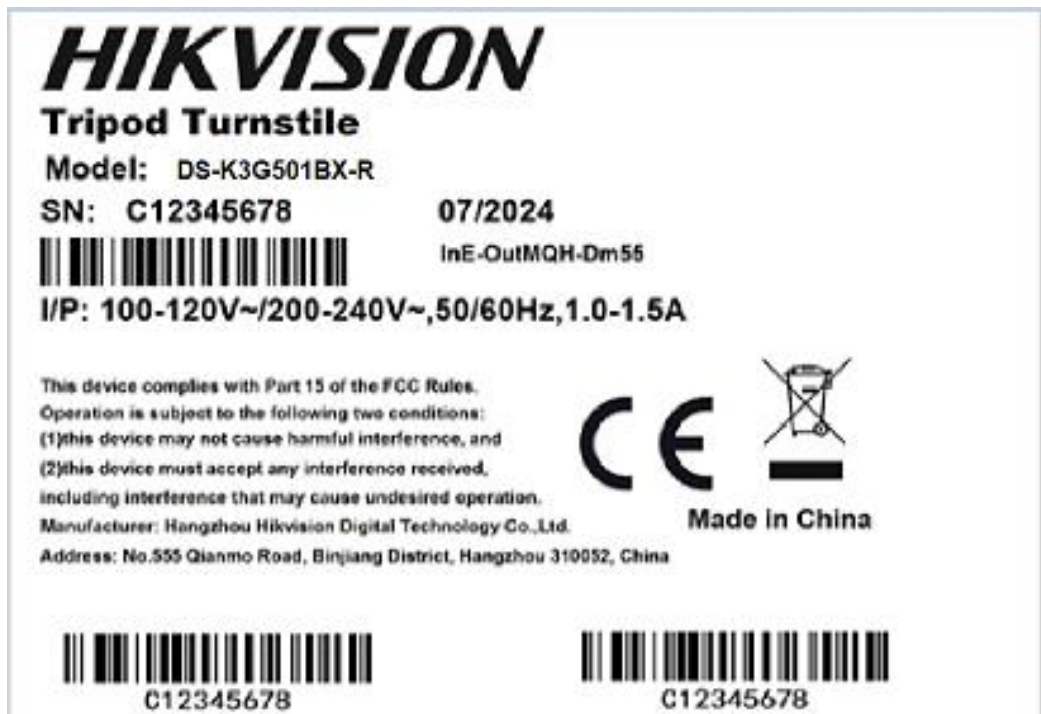 HIKVISION
Tripod Turnstile
Model: DS-K3G501BX-R
SN: C12345678 07/2024
InE-OutMQH-Dm55
I/P: 100-120V~/200-240V~,50/60Hz,1.0-1.5A
This device complies with Part 15 of the FCC Rules.
Operation is subject to the following two conditions:
(1)this device may not cause harmful interference, and
(2)this device must accept any interference received,
including interference that may cause undesired operation.
Manufacturer: Hangzhou Hikvision Digital Technology Co.,Ltd.
Address: No.555 Qianmo Road, Binjiang District, Hangzhou 310052, China
CE
Made in China
C12345678 C12345678